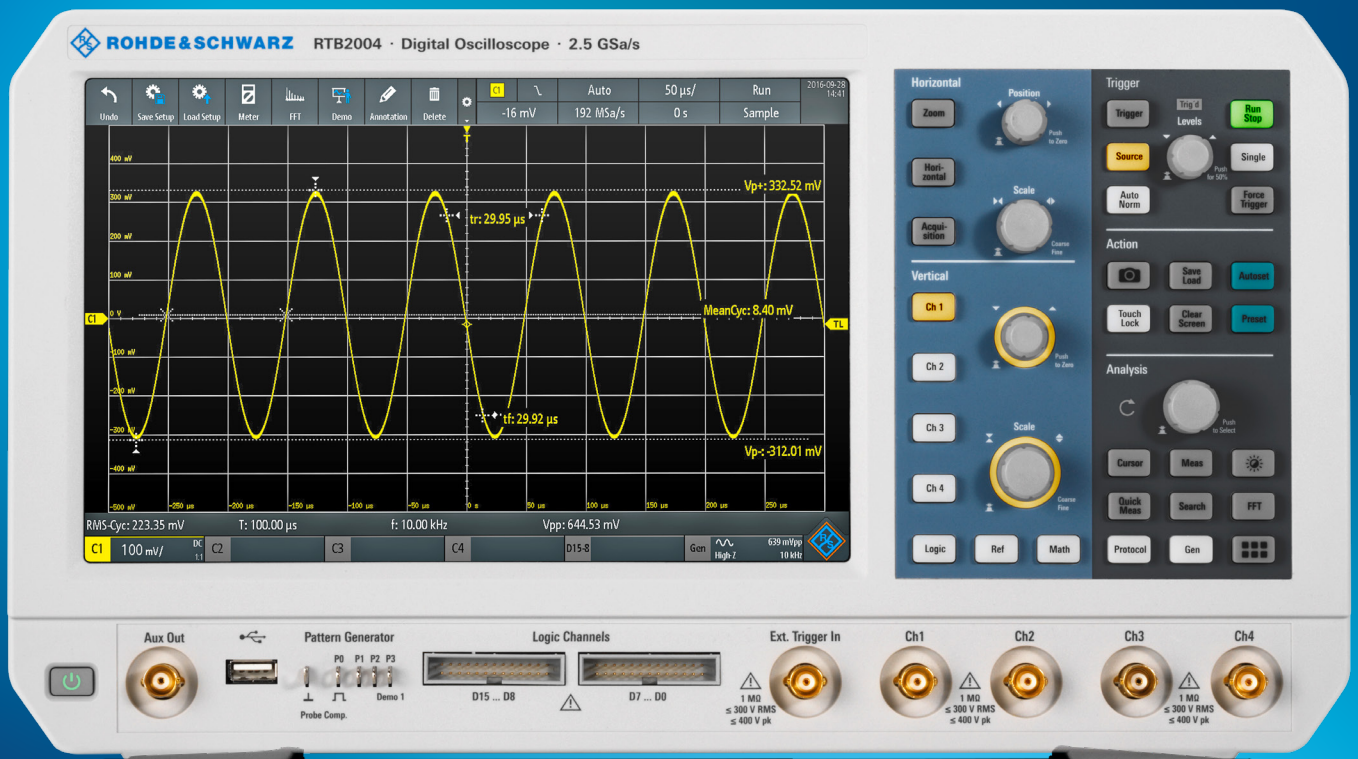 ROHDE&SCHWARZ RTB2004 · Digital Oscilloscope · 2.5 GSa/s
Undo Save Setup Load Setup Meter FFT Demo Annotation Delete
C1 Auto 50 µs/ Run
-16 mV 192 MSa/s 0 s Sample
2016-09-28
14:41
T
400 mV
300 mV
200 mV
100 mV
0 V
-100 mV
-200 mV
-300 mV
-400 mV
-500 mV
Vp+: 332.52 mV
tr: 29.95 µs
MeanCyc: 8.40 mV
C1
TL
tf: 29.92 µs
Vp-: -312.01 mV
-250 µs -200 µs -150 µs -100 µs -50 µs 0 s 50 µs 100 µs 150 µs 200 µs 250 µs
RMS-Cyc: 223.35 mV T: 100.00 µs f: 10.00 kHz Vpp: 644.53 mV
C1 100 mV/ DC 1:1 C2 C3 C4 D15-8 Gen High-Z 639 mVpp 10 kHz
R&S
Horizontal
Position
Zoom
Push
to Zero
Hori-
zontal
Scale
Acqui-
sition
Coarse
Fine
Vertical
Ch 1
Push
to Zero
Ch 2
Ch 3
Scale
Ch 4
Coarse
Fine
Logic Ref Math
Trigger
Trigger
Trig'd
Levels
Run
Stop
Source
Push
for 50%
Single
Auto
Norm
Force
Trigger
Action
Save
Load
Autoset
Touch
Lock
Clear
Screen
Preset
Analysis
Push
to Select
Cursor Meas
Quick
Meas
Search FFT
Protocol Gen
Aux Out
Pattern Generator
P0 P1 P2 P3
Demo 1
Probe Comp.
Logic Channels
D15 ... D8
D7 ... D0
Ext. Trigger In
1 MΩ
≤ 300 V RMS
≤ 400 V pk
Ch1
1 MΩ
≤ 300 V RMS
≤ 400 V pk
Ch2
Ch3
1 MΩ
≤ 300 V RMS
≤ 400 V pk
Ch4